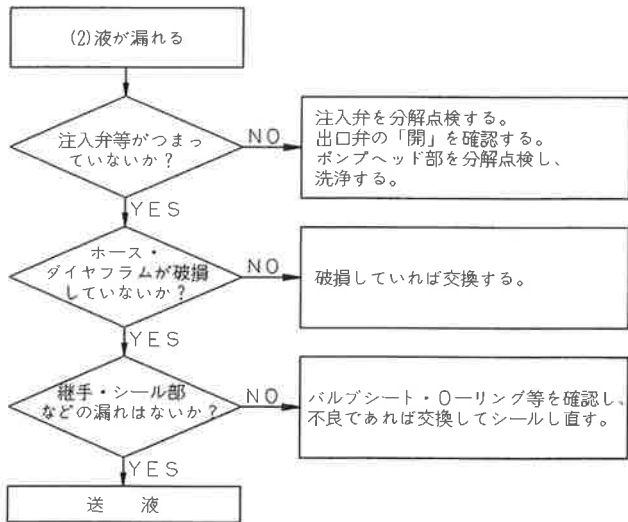 (2)液が漏れる
注入弁等がつまっ
ていないか？
NO
注入弁を分解点検する。
出口弁の「開」を確認する。
ポンプヘッド部を分解点検し、
洗浄する。
YES
ホース・
ダイヤフラムが破損
していないか？
NO
破損していれば交換する。
YES
継手・シール部
などの漏れはないか？
NO
バルブシート・Oーリング等を確認し、
不良であれば交換してシールし直す。
YES
送　液